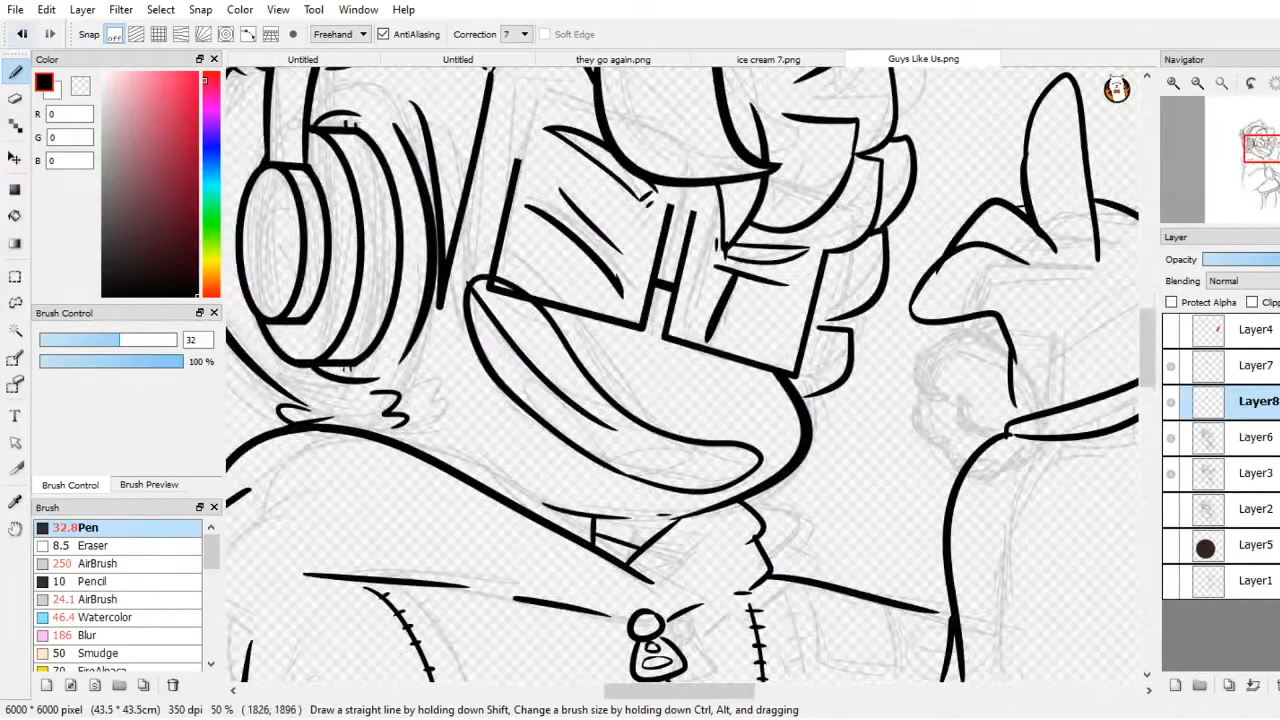 File Edit Layer Filter Select Snap Color View Tool Window Help
Snap off Freehand AntiAliasing Correction 7 Soft Edge
Color
Untitled Untitled they go again.png ice cream 7.png Guys Like Us.png
Navigator
R 0
G 0
B 0
Layer
Opacity
Blending Normal
Protect Alpha Clip
Brush Control
32
100 %
Layer4
Layer7
Layer8
Layer6
Layer3
Layer2
Layer5
Layer1
Brush Control Brush Preview
Brush
32.8 Pen
8.5 Eraser
250 AirBrush
10 Pencil
24.1 AirBrush
46.4 Watercolor
186 Blur
50 Smudge
70 FireAlpaca
6000 * 6000 pixel (43.5 * 43.5cm) 350 dpi 50 % ( 1826, 1896 ) Draw a straight line by holding down Shift, Change a brush size by holding down Ctrl, Alt, and dragging